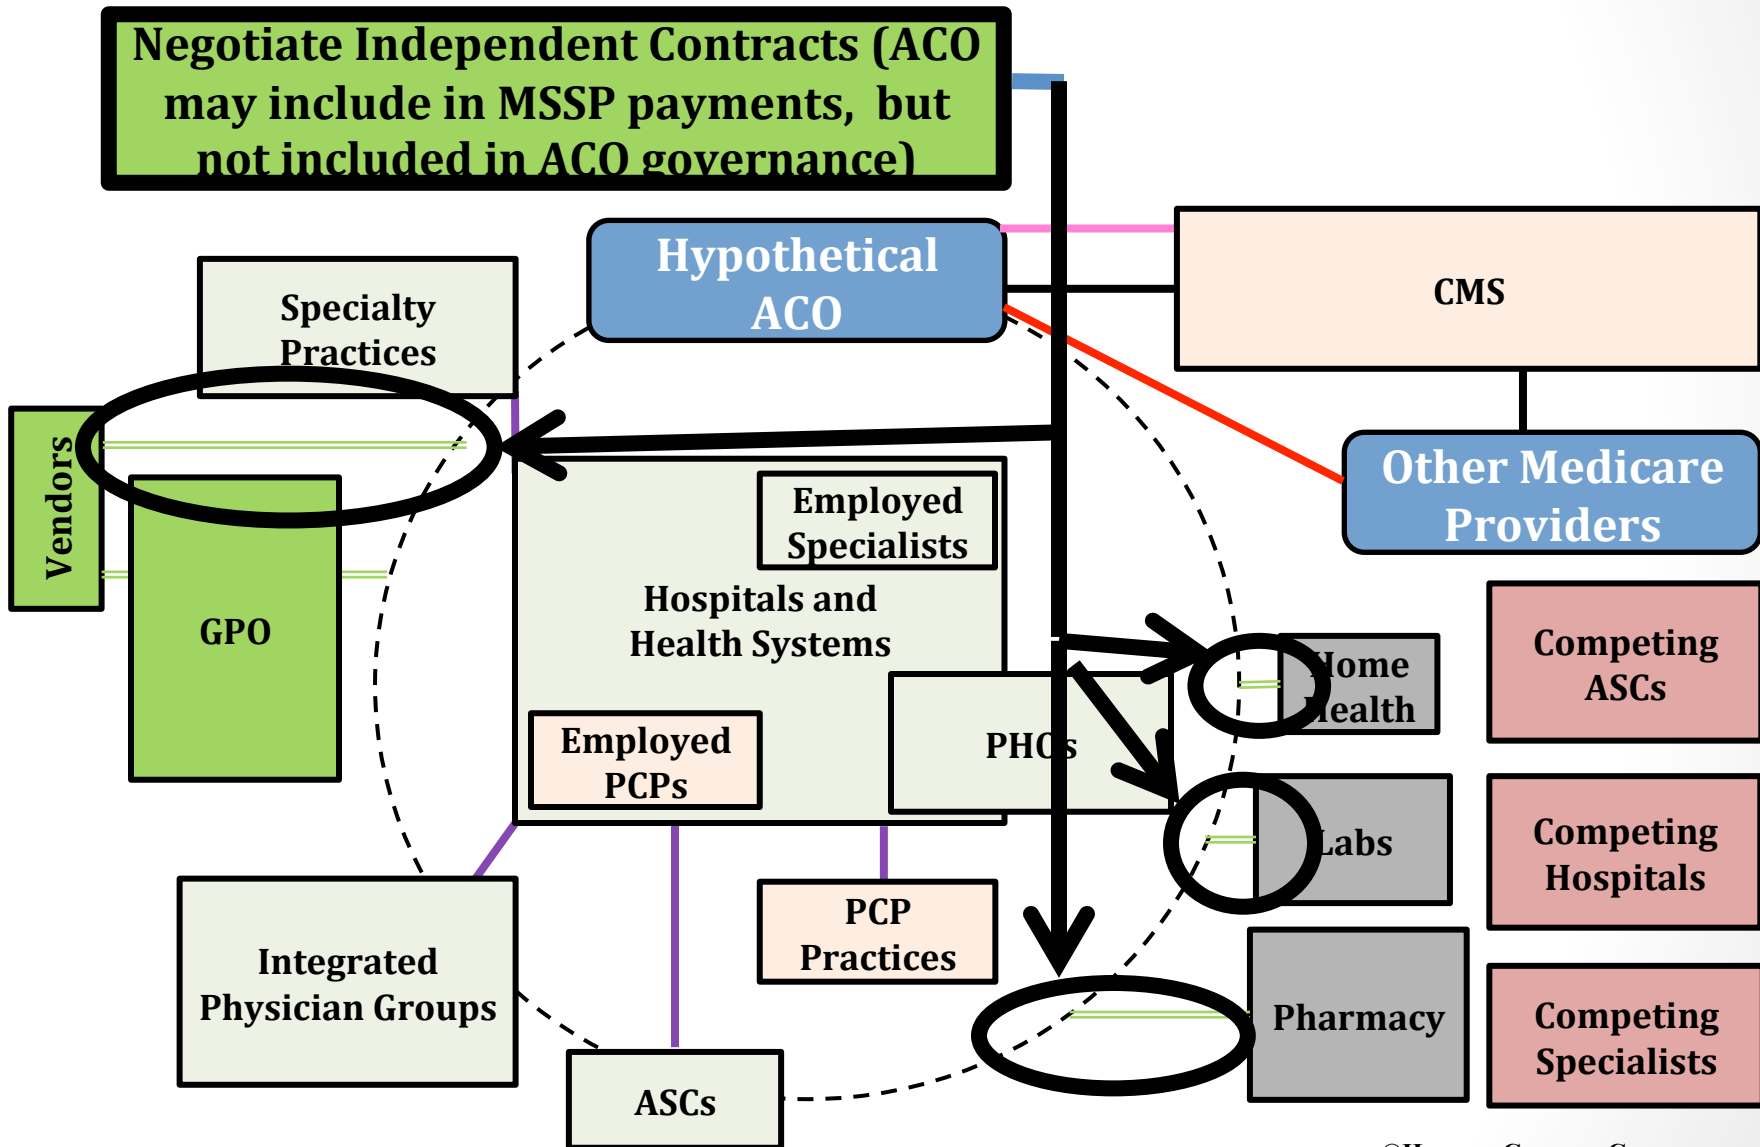 Negotiate Independent Contracts (ACO
may include in MSSP payments, but
not included in ACO governance)
Hypothetical
ACO
CMS
Specialty
Practices
Vendors
GPO
Employed
Specialists
Other Medicare
Providers
Hospitals and
Health Systems
Employed
PCPs
PHOs
Home
Health
Competing
ASCs
Labs
Competing
Hospitals
PCP
Practices
Integrated
Physician Groups
Pharmacy
Competing
Specialists
ASCs